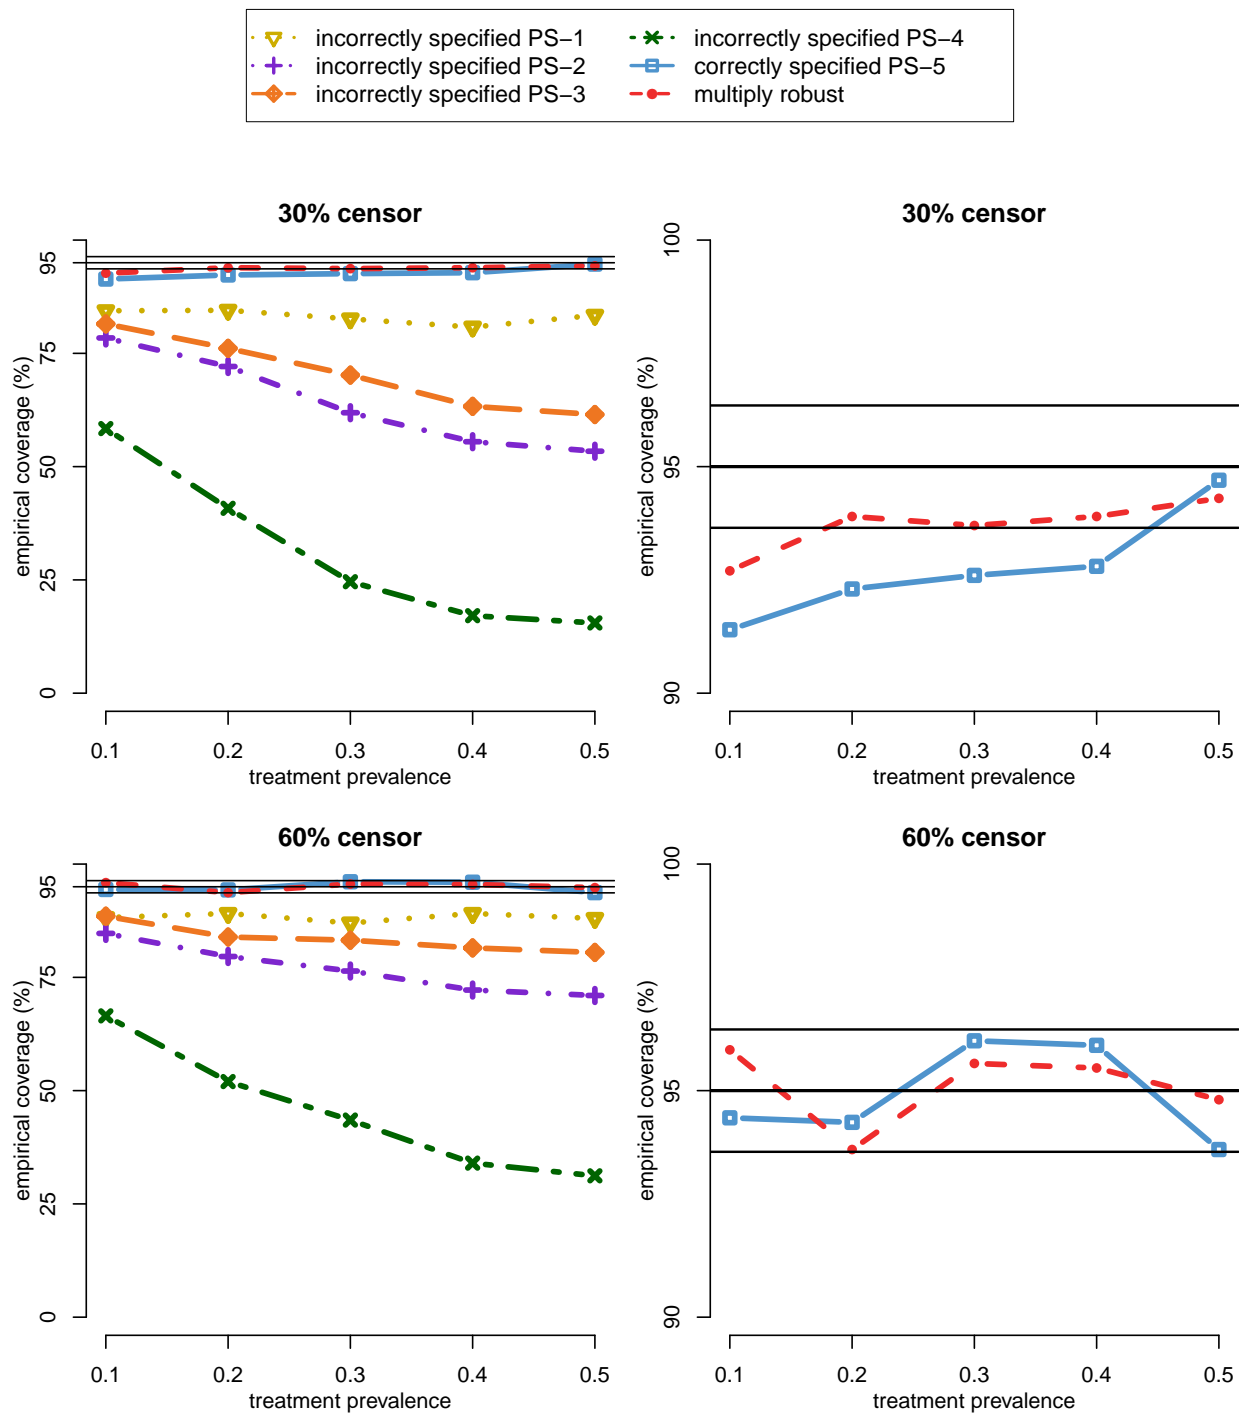 incorrectly specified PS−1
incorrectly specified PS−2
incorrectly specified PS−3
incorrectly specified PS−4
correctly specified PS−5
multiply robust
30% censor
empirical coverage (%)
95
75
50
25
0
0.1 0.2 0.3 0.4 0.5
treatment prevalence
30% censor
empirical coverage (%)
100
95
90
0.1 0.2 0.3 0.4 0.5
treatment prevalence
60% censor
empirical coverage (%)
95
75
50
25
0
0.1 0.2 0.3 0.4 0.5
treatment prevalence
60% censor
empirical coverage (%)
100
95
90
0.1 0.2 0.3 0.4 0.5
treatment prevalence